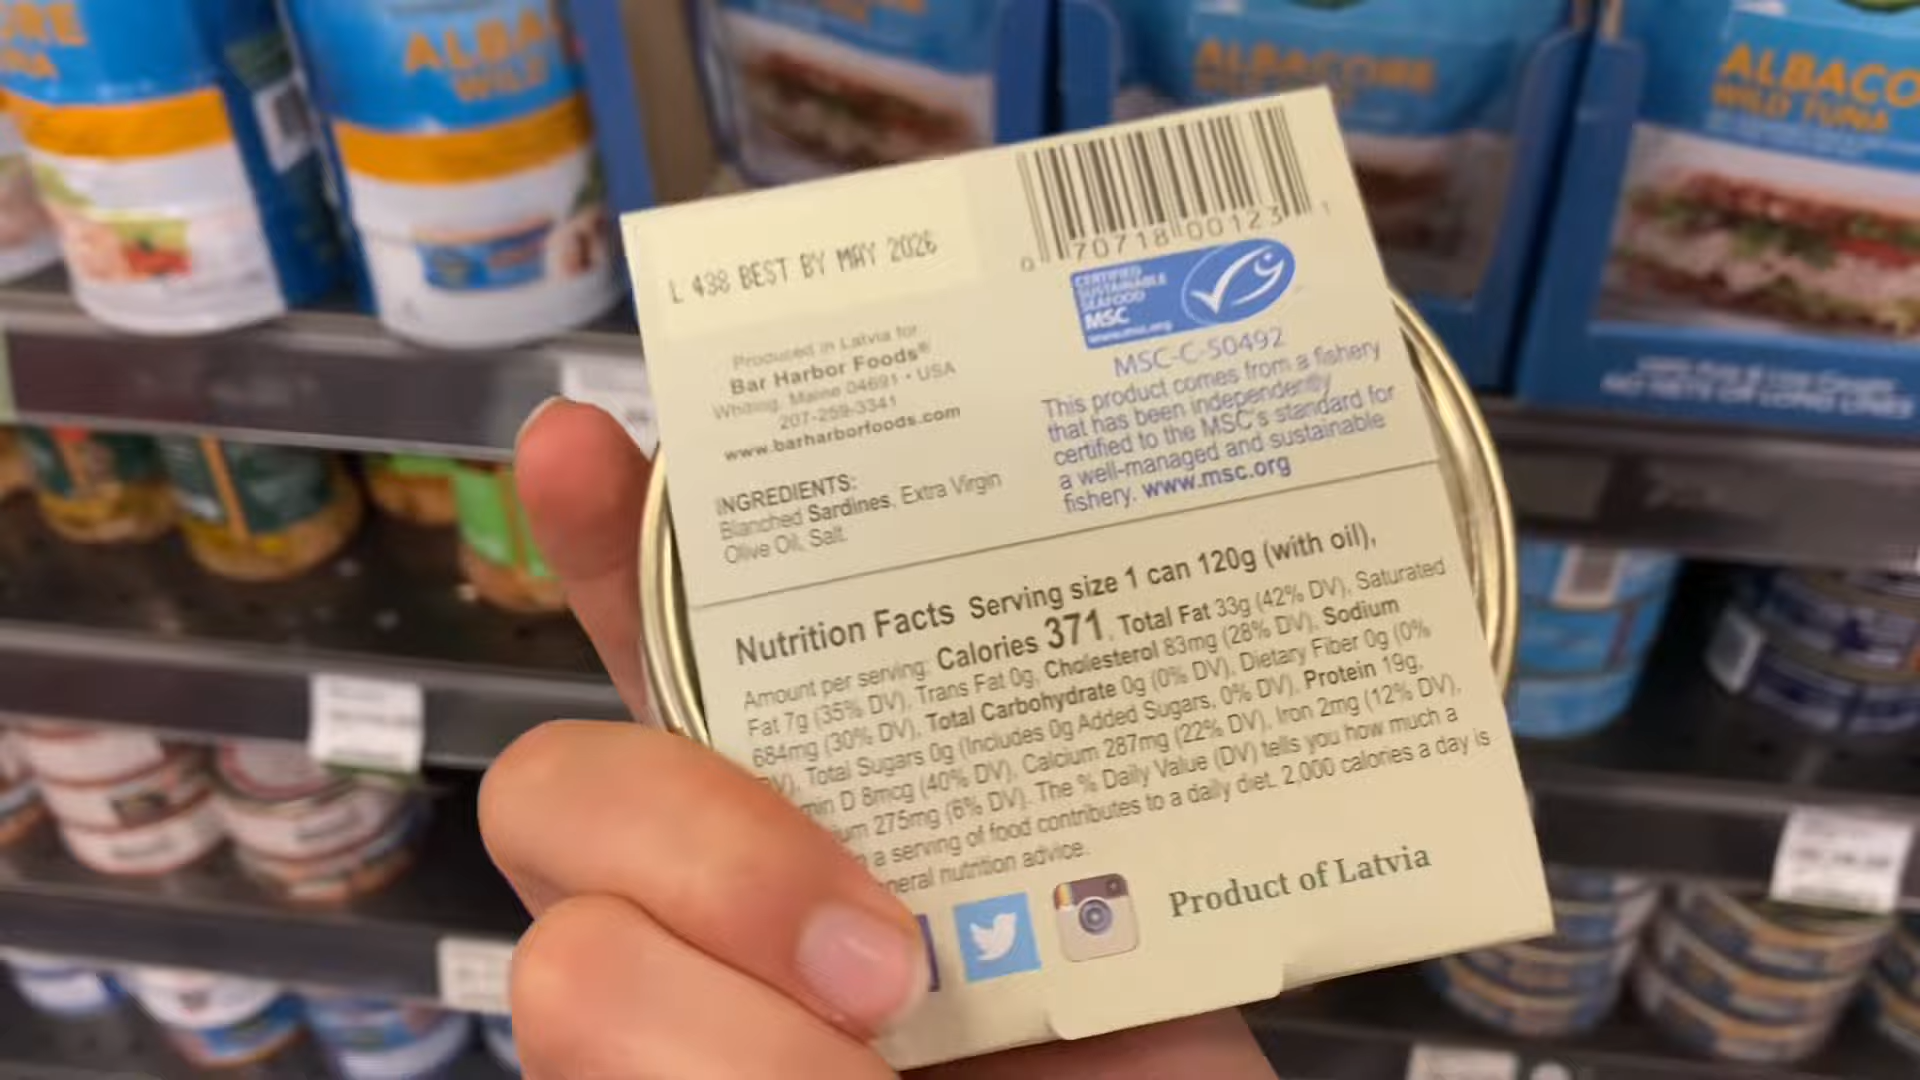 ALBACORE
WILD TUNA
ALBACO
WILD TUNA
L 438 BEST BY MAY 2026
0 70718 00123 1
CERTIFIED
SUSTAINABLE
SEAFOOD
MSC
www.msc.org
MSC-C-50492
This product comes from a fishery
that has been independently
certified to the MSC's standard for
a well-managed and sustainable
fishery. www.msc.org
Produced in Latvia for
Bar Harbor Foods®
Whiting, Maine 04691 • USA
207-259-3341
www.barharborfoods.com
INGREDIENTS:
Blanched Sardines, Extra Virgin
Olive Oil, Salt.
Nutrition Facts Serving size 1 can 120g (with oil),
Amount per serving: Calories 371, Total Fat 33g (42% DV), Saturated
Fat 7g (35% DV), Trans Fat 0g, Cholesterol 83mg (28% DV), Sodium
684mg (30% DV), Total Carbohydrate 0g (0% DV), Dietary Fiber 0g (0%
DV), Total Sugars 0g (Includes 0g Added Sugars, 0% DV), Protein 19g,
min D 8mcg (40% DV), Calcium 287mg (22% DV), Iron 2mg (12% DV),
um 275mg (6% DV). The % Daily Value (DV) tells you how much a
a serving of food contributes to a daily diet. 2,000 calories a day is
neral nutrition advice.
Product of Latvia